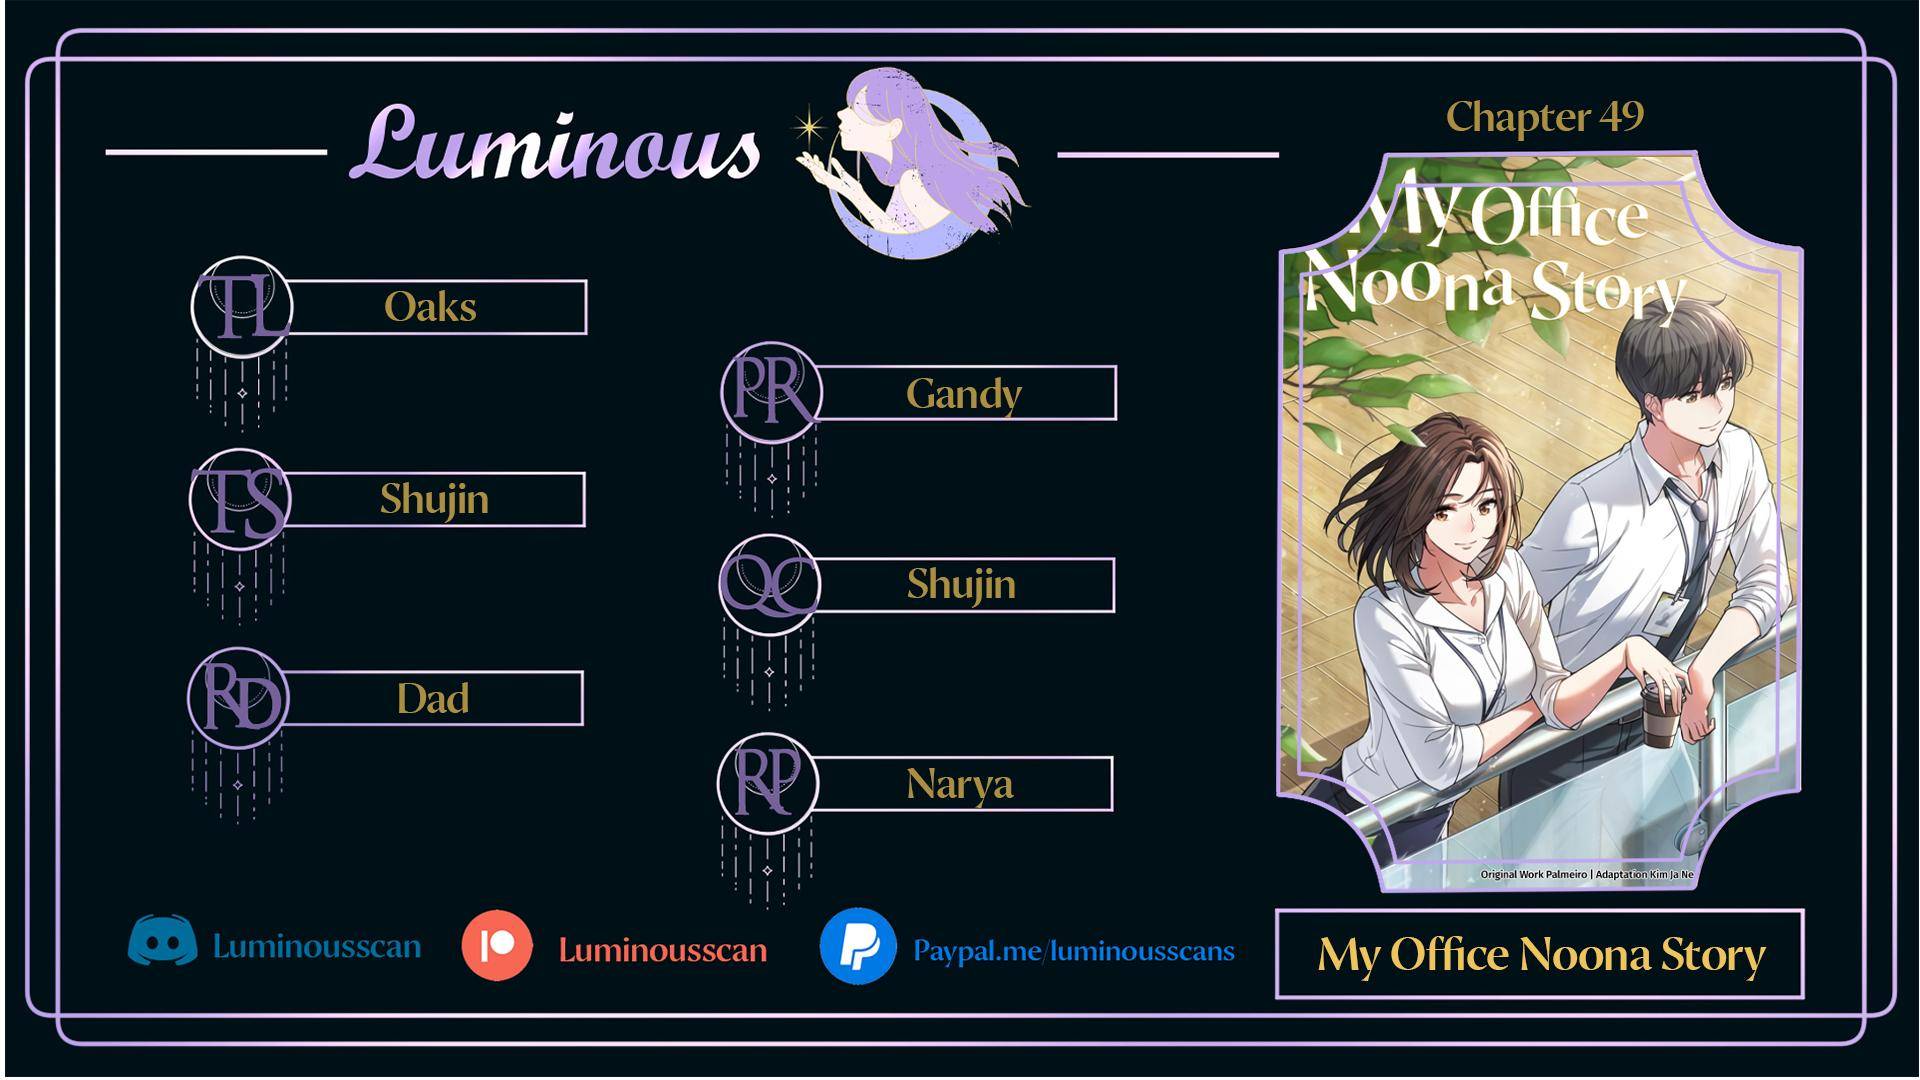 Luminous
Chapter 49
My Office
Noona Story
TL
Oaks
PR
Gandy
TS
Shujin
QC
Shujin
RD
Dad
RP
Narya
Original Work Palmeiro | Adaptation Kim Ja Ne
Luminousscan
Luminousscan
Paypal.me/luminousscans
My Office Noona Story